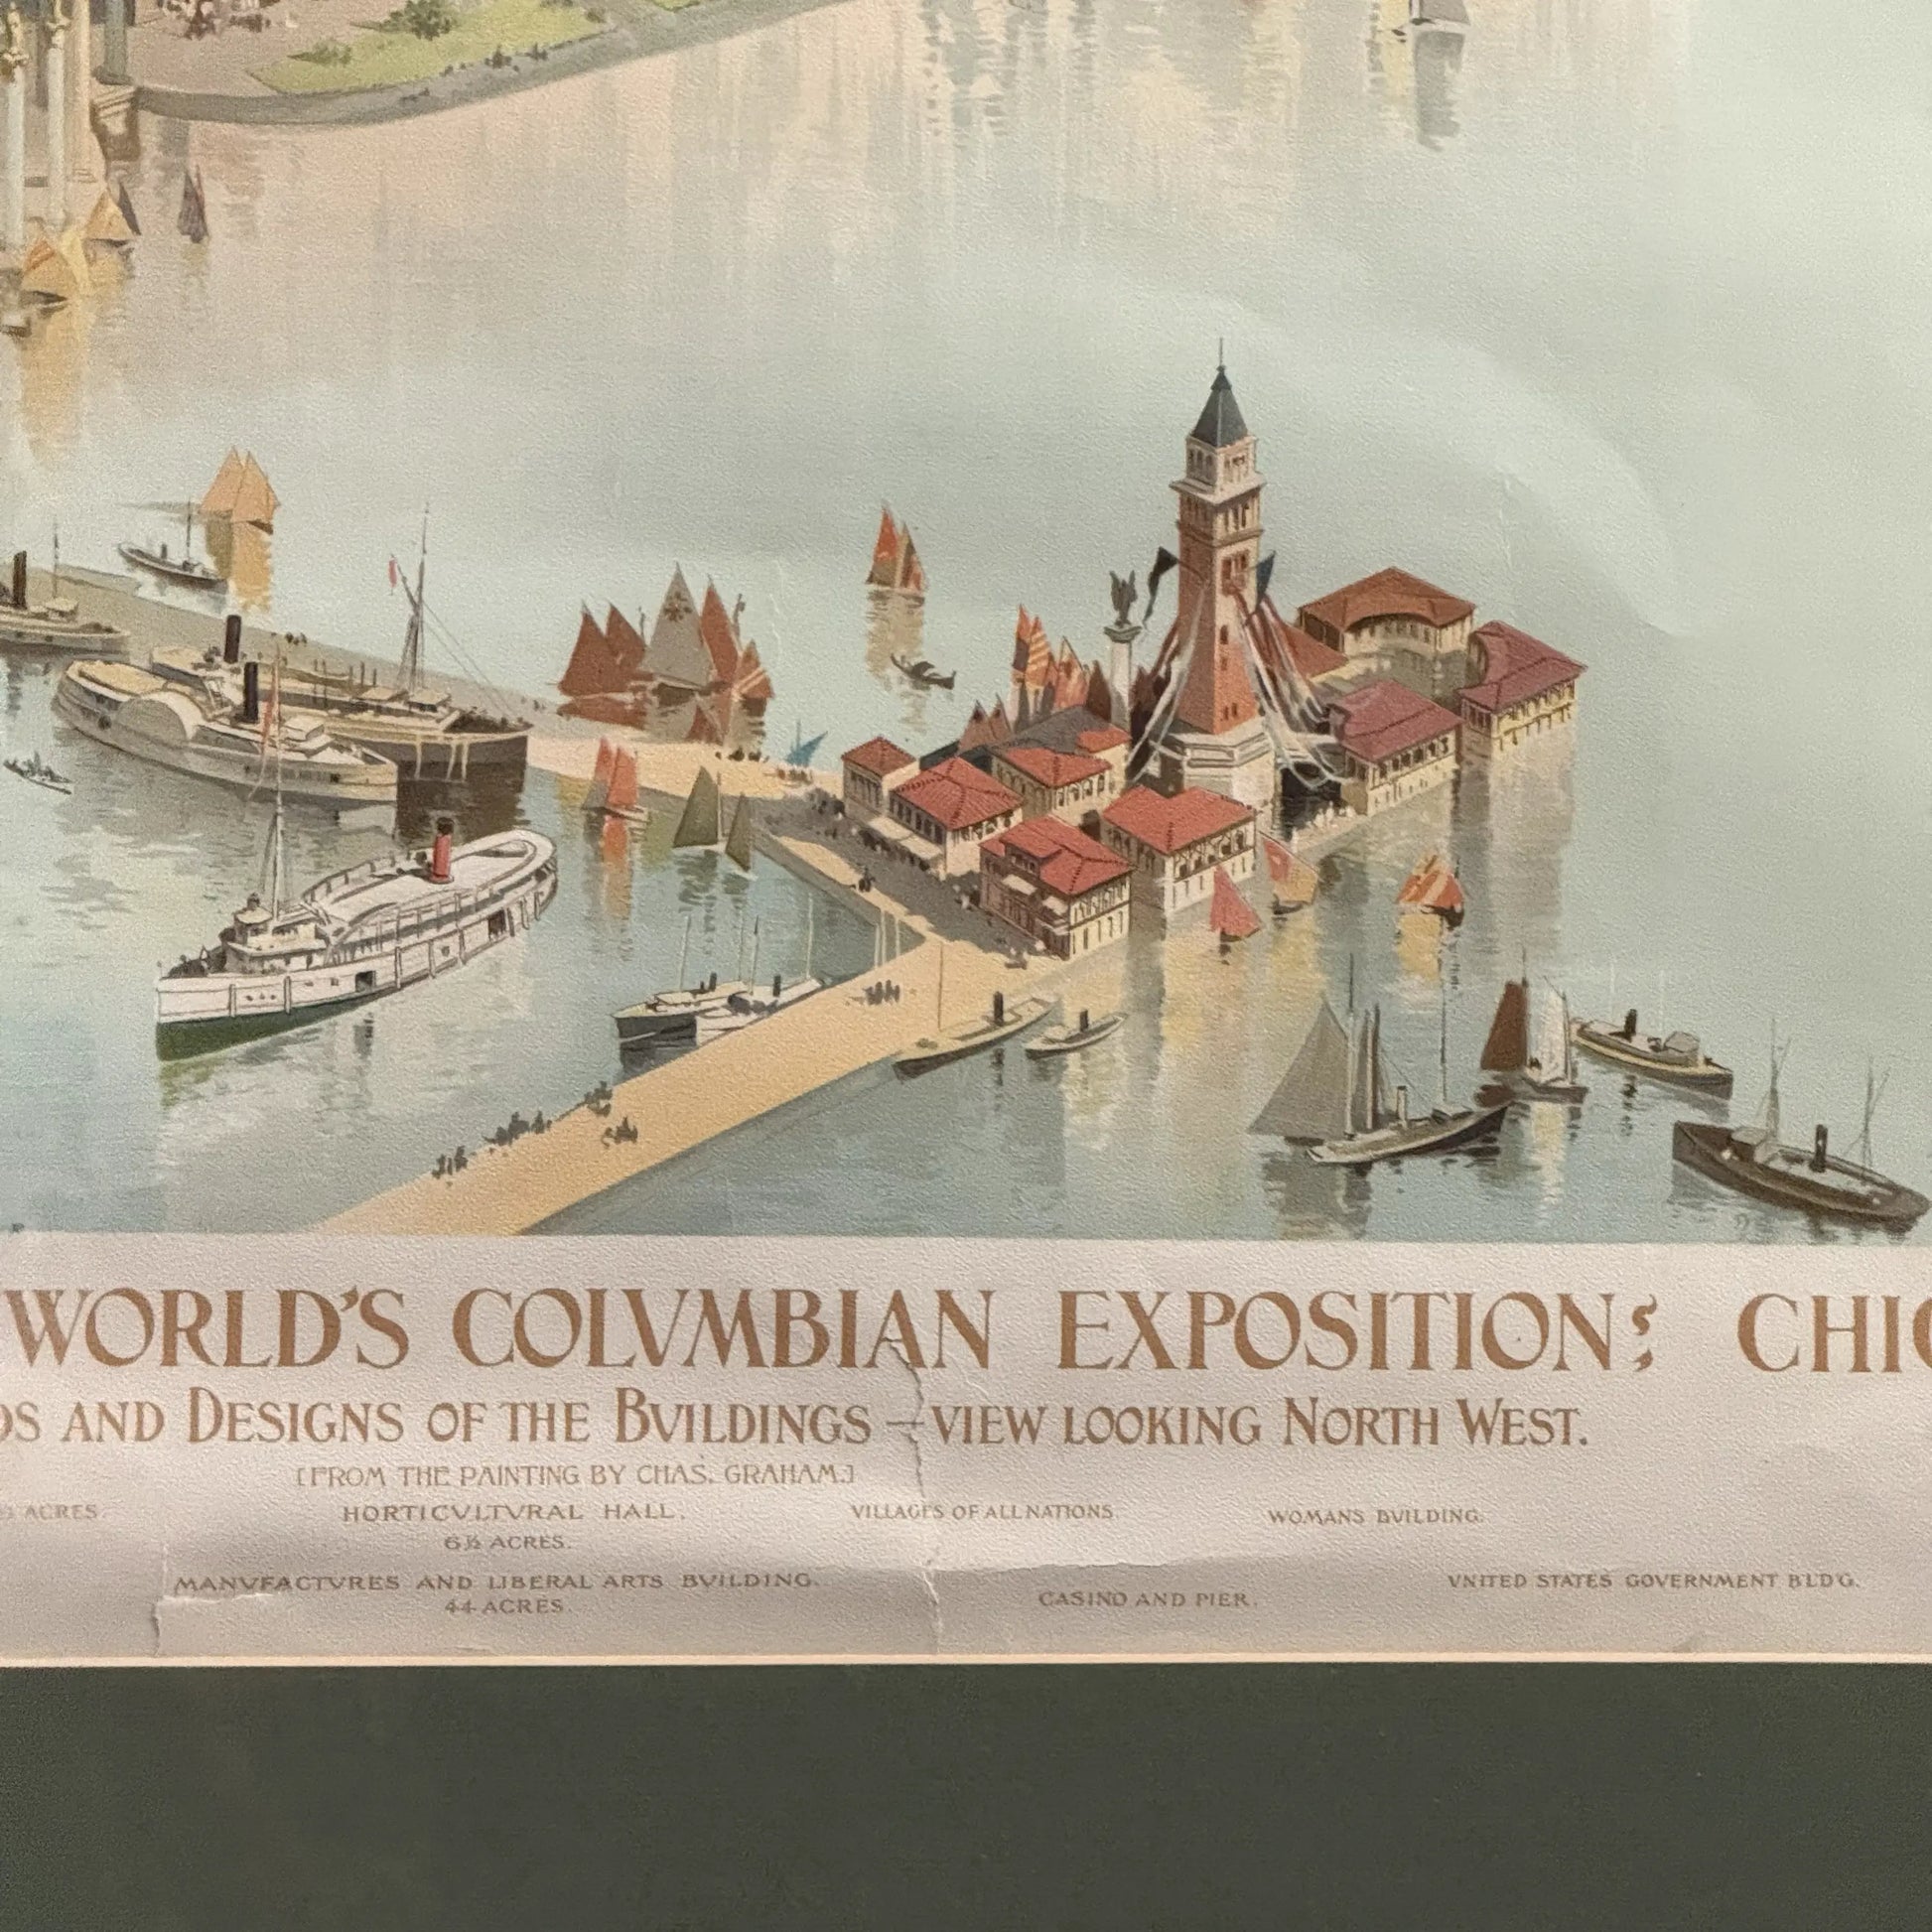 WORLD'S COLVMBIAN EXPOSITION: CHIC
DS AND DESIGNS OF THE BVILDINGS – VIEW LOOKING NORTH WEST.
[FROM THE PAINTING BY CHAS. GRAHAM.]
ACRES. HORTICVLTVRAL HALL. VILLAGES OF ALL NATIONS. WOMANS BVILDING.
6½ ACRES.
MANVFACTVRES AND LIBERAL ARTS BVILDING. CASINO AND PIER. VNITED STATES GOVERNMENT BLD'G.
44 ACRES.